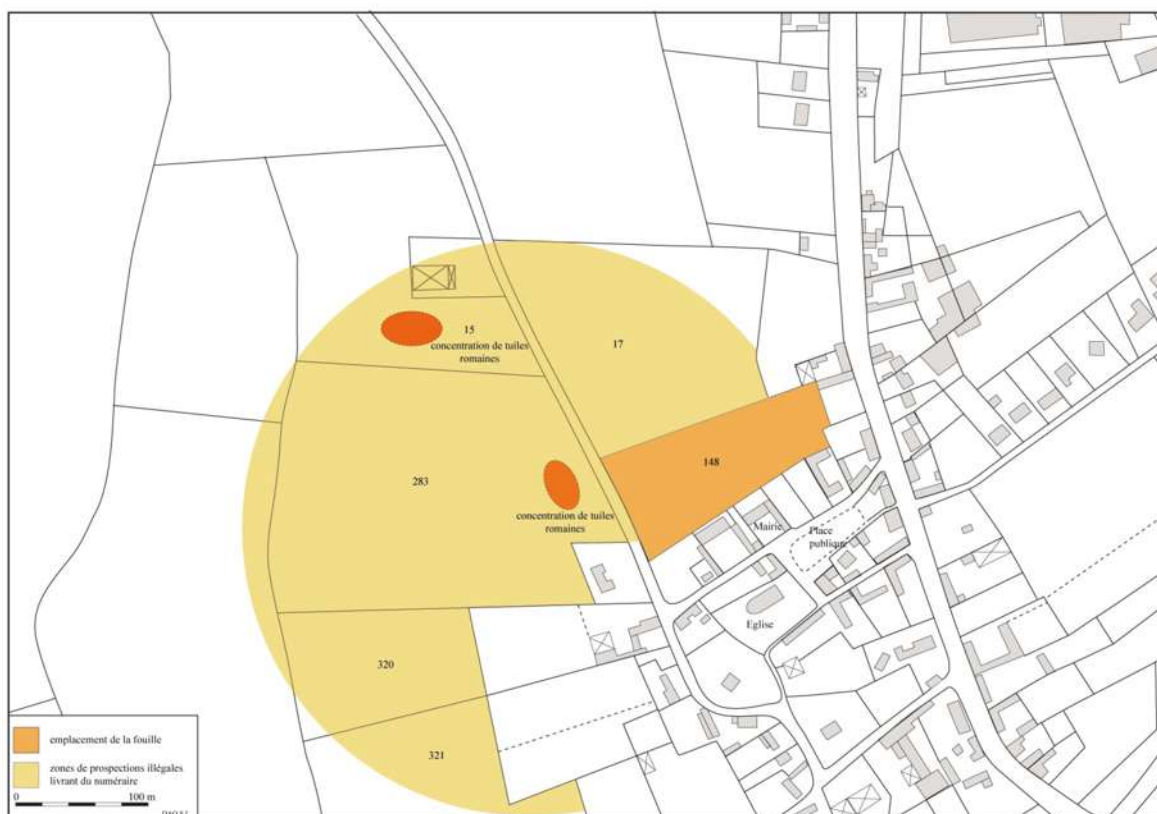 15
concentration de tuiles
romaines
17
148
283
concentration de tuiles
romaines
Mairie
Place
publique
Eglise
320
321
emplacement de la fouille
zones de prospections illégales
livrant du numéraire
0 100 m